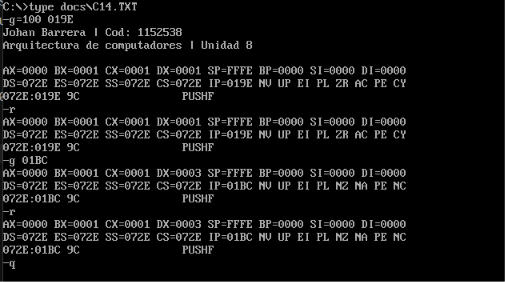 C:\>type docs\C14.TXT
-g=100 019E
Johan Barrera | Cod: 1152538
Arquitectura de computadores | Unidad 8
AX=0000 BX=0001 CX=0001 DX=0001 SP=FFFE BP=0000 SI=0000 DI=0000
DS=072E ES=072E SS=072E CS=072E IP=019E NV UP EI PL ZR AC PE CY
072E:019E 9C PUSHF
-r
AX=0000 BX=0001 CX=0001 DX=0001 SP=FFFE BP=0000 SI=0000 DI=0000
DS=072E ES=072E SS=072E CS=072E IP=019E NV UP EI PL ZR AC PE CY
072E:019E 9C PUSHF
-g 01BC
AX=0000 BX=0001 CX=0001 DX=0003 SP=FFFE BP=0000 SI=0000 DI=0000
DS=072E ES=072E SS=072E CS=072E IP=01BC NV UP EI PL NZ NA PE NC
072E:01BC 9C PUSHF
-r
AX=0000 BX=0001 CX=0001 DX=0003 SP=FFFE BP=0000 SI=0000 DI=0000
DS=072E ES=072E SS=072E CS=072E IP=01BC NV UP EI PL NZ NA PE NC
072E:01BC 9C PUSHF
-q